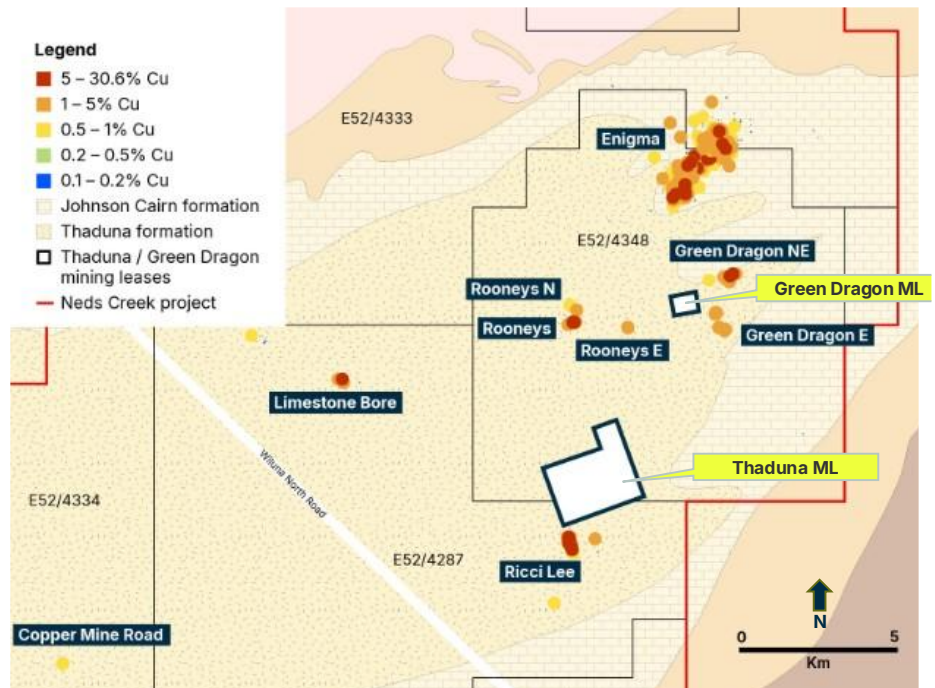 Legend
5 – 30.6% Cu
1 – 5% Cu
0.5 – 1% Cu
0.2 – 0.5% Cu
0.1 – 0.2% Cu
Johnson Cairn formation
Thaduna formation
Thaduna / Green Dragon
mining leases
Neds Creek project
E52/4333
Enigma
E52/4348
Green Dragon NE
Rooneys N
Green Dragon ML
Rooneys
Rooneys E
Green Dragon E
Limestone Bore
Wiluna North Road
Thaduna ML
E52/4334
E52/4287
Ricci Lee
Copper Mine Road
N
0 5
Km